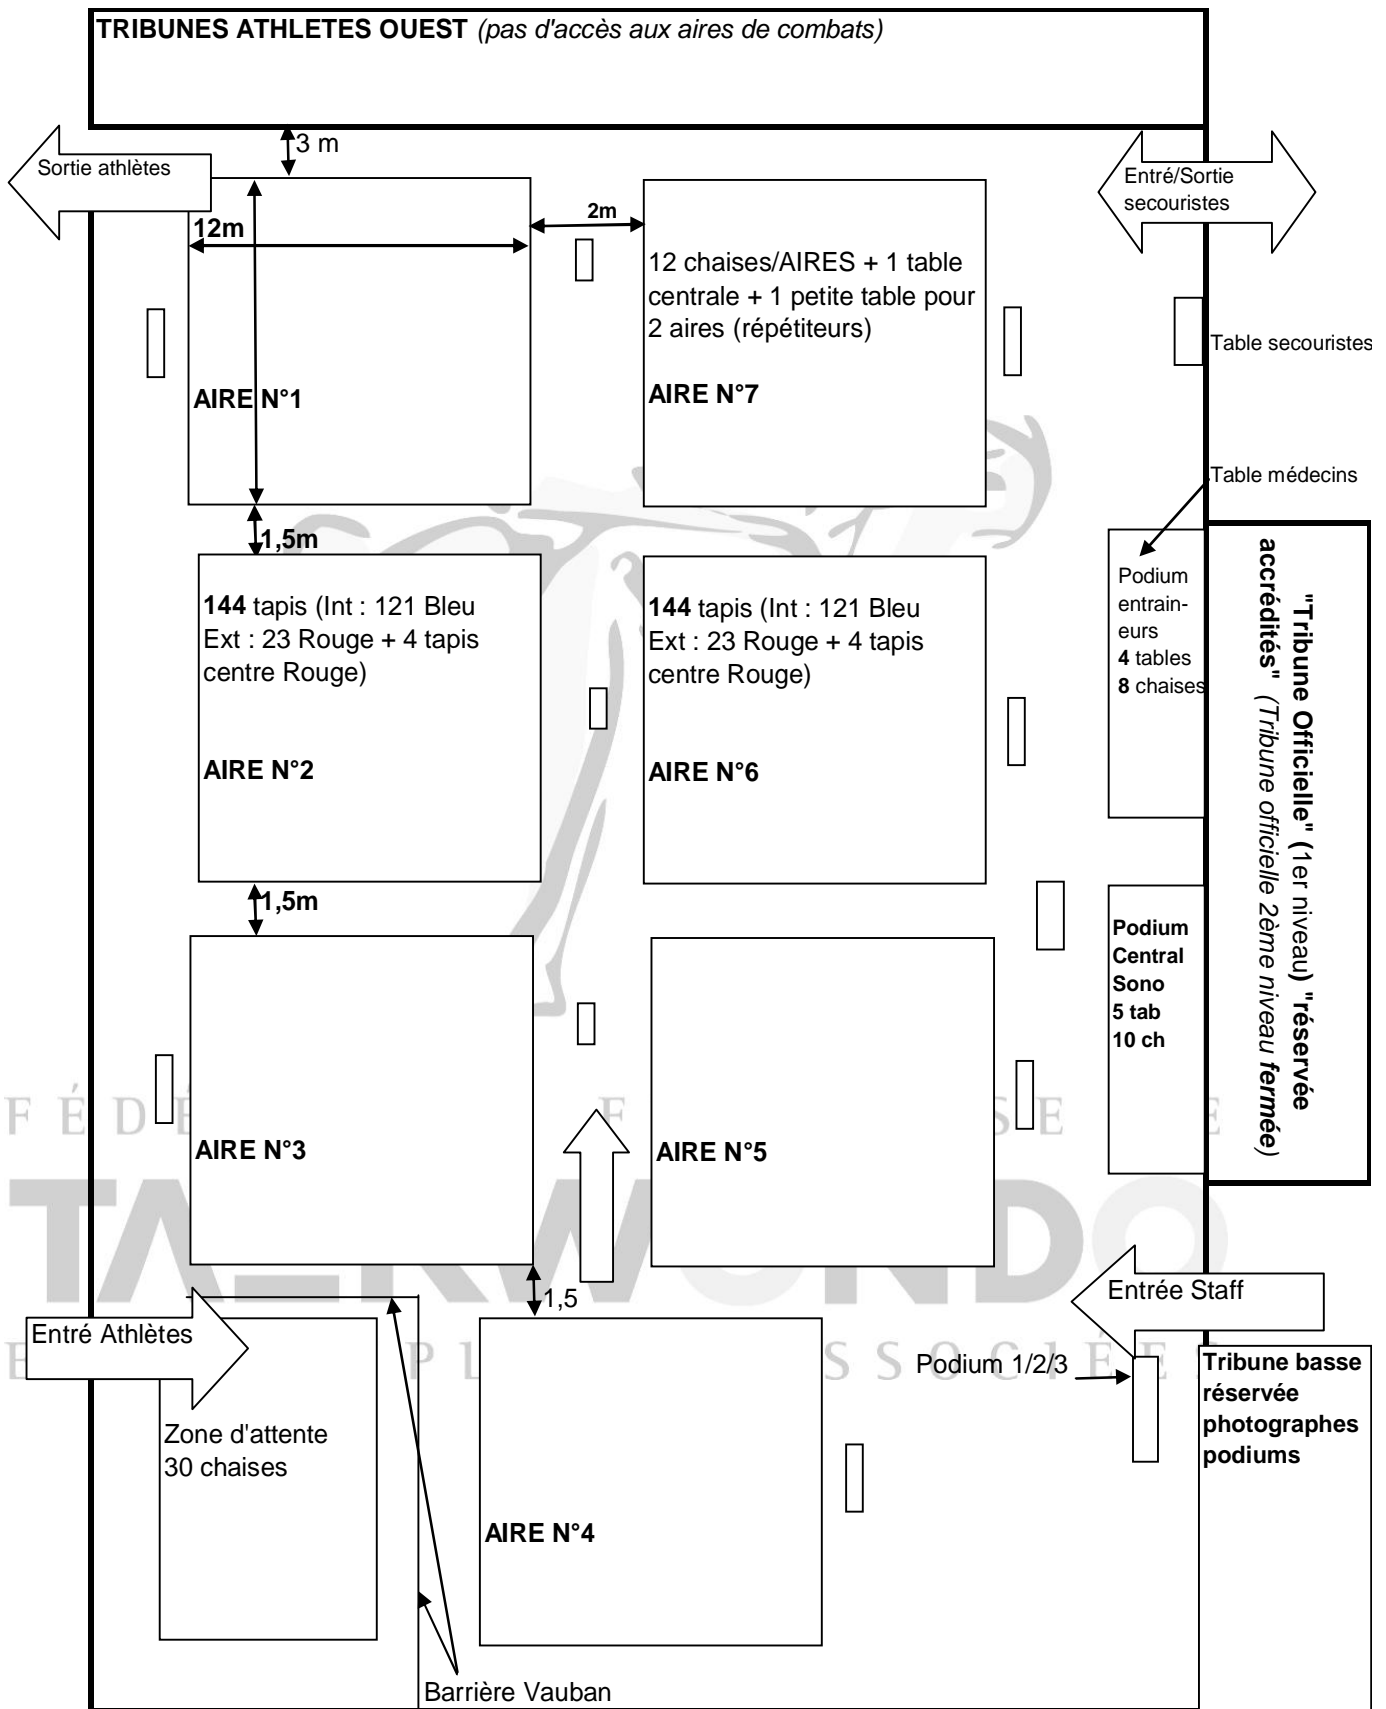 TRIBUNES ATHLETES OUEST (pas d'accès aux aires de combats)
3 m
Sortie athlètes
Entré/Sortie
secouristes
12m
2m
12 chaises/AIRES + 1 table
centrale + 1 petite table pour
2 aires (répétiteurs)
Table secouristes
AIRE N°1
AIRE N°7
Table médecins
1,5m
144 tapis (Int : 121 Bleu
Ext : 23 Rouge + 4 tapis
centre Rouge)
AIRE N°2
144 tapis (Int : 121 Bleu
Ext : 23 Rouge + 4 tapis
centre Rouge)
AIRE N°6
Podium
entrain-
eurs
4 tables
8 chaises
"Tribune Officielle" (1er niveau) "réservée
accrédités" (Tribune officielle 2ème niveau fermée)
1,5m
Podium
Central
Sono
5 tab
10 ch
AIRE N°3
AIRE N°5
FÉDÉ
F
SE
E
TAEKWONDO
1,5
Entrée Staff
Entré Athlètes
E
PL
SSOCIÉES
Podium 1/2/3
Tribune basse
réservée
photographes
podiums
Zone d'attente
30 chaises
AIRE N°4
Barrière Vauban